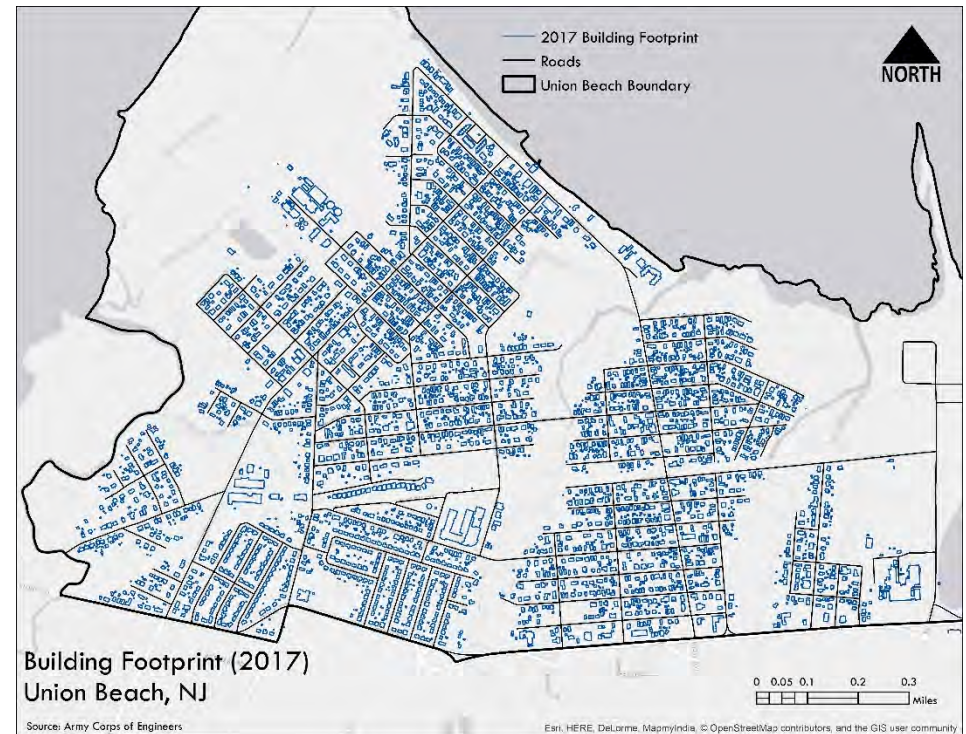 2017 Building Footprint
Roads
Union Beach Boundary
NORTH
Building Footprint (2017)
Union Beach, NJ
0 0.05 0.1 0.2 0.3
Miles
Source: Army Corps of Engineers
Esri, HERE, DeLorme, MapmyIndia, © OpenStreetMap contributors, and the GIS user community